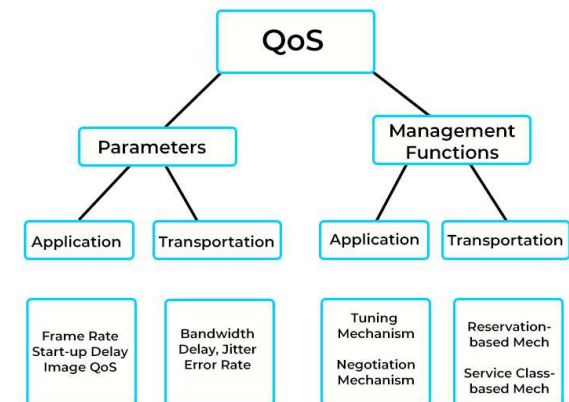 QoS
Parameters
Management
Functions
Application
Transportation
Application
Transportation
Frame Rate
Start-up Delay
Image QoS
Bandwidth
Delay, Jitter
Error Rate
Tuning
Mechanism
Negotiation
Mechanism
Reservation-
based Mech
Service Class-
based Mech